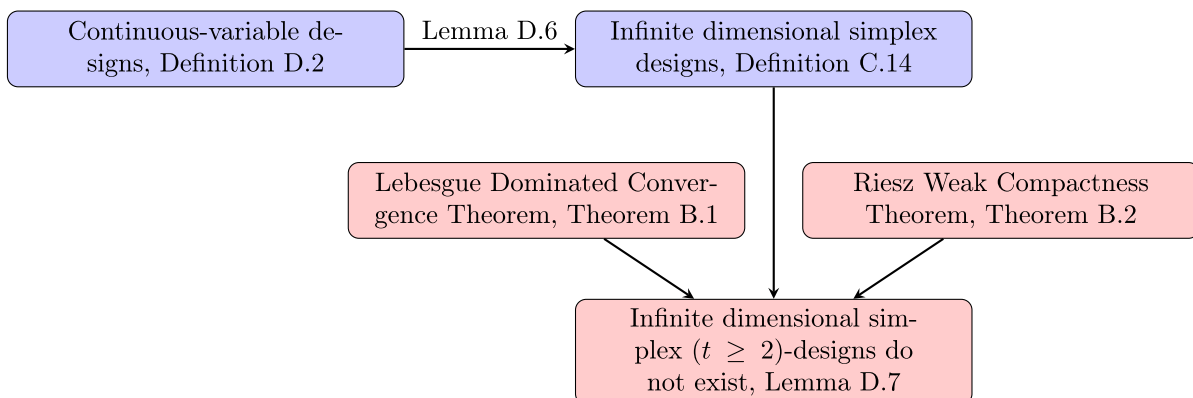 Continuous-variable de-
signs, Definition D.2
Lemma D.6
Infinite dimensional simplex
designs, Definition C.14
Lebesgue Dominated Conver-
gence Theorem, Theorem B.1
Riesz Weak Compactness
Theorem, Theorem B.2
Infinite dimensional sim-
plex (t ≥ 2)-designs do
not exist, Lemma D.7